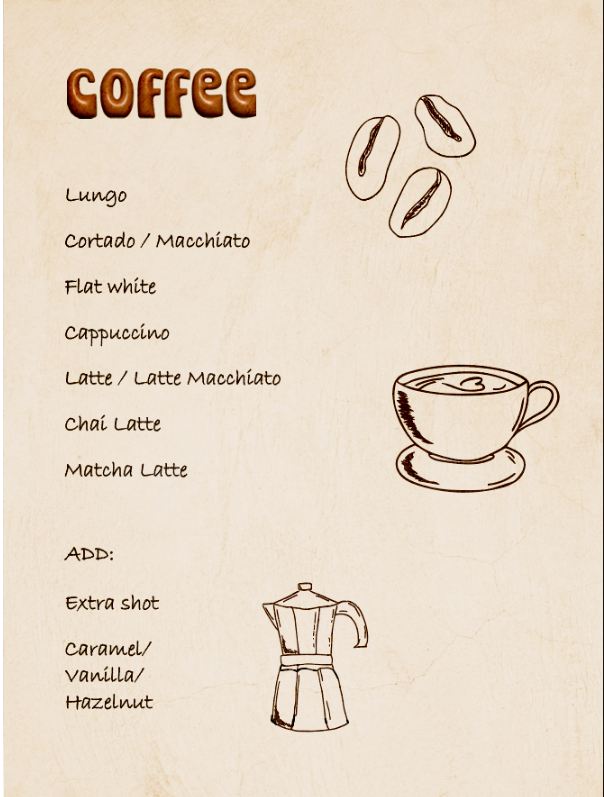 COFFEE
Lungo
Cortado / Macchiato
Flat white
Cappuccino
Latte / Latte Macchiato
Chai Latte
Matcha Latte
ADD:
Extra shot
Caramel/
Vanilla/
Hazelnut